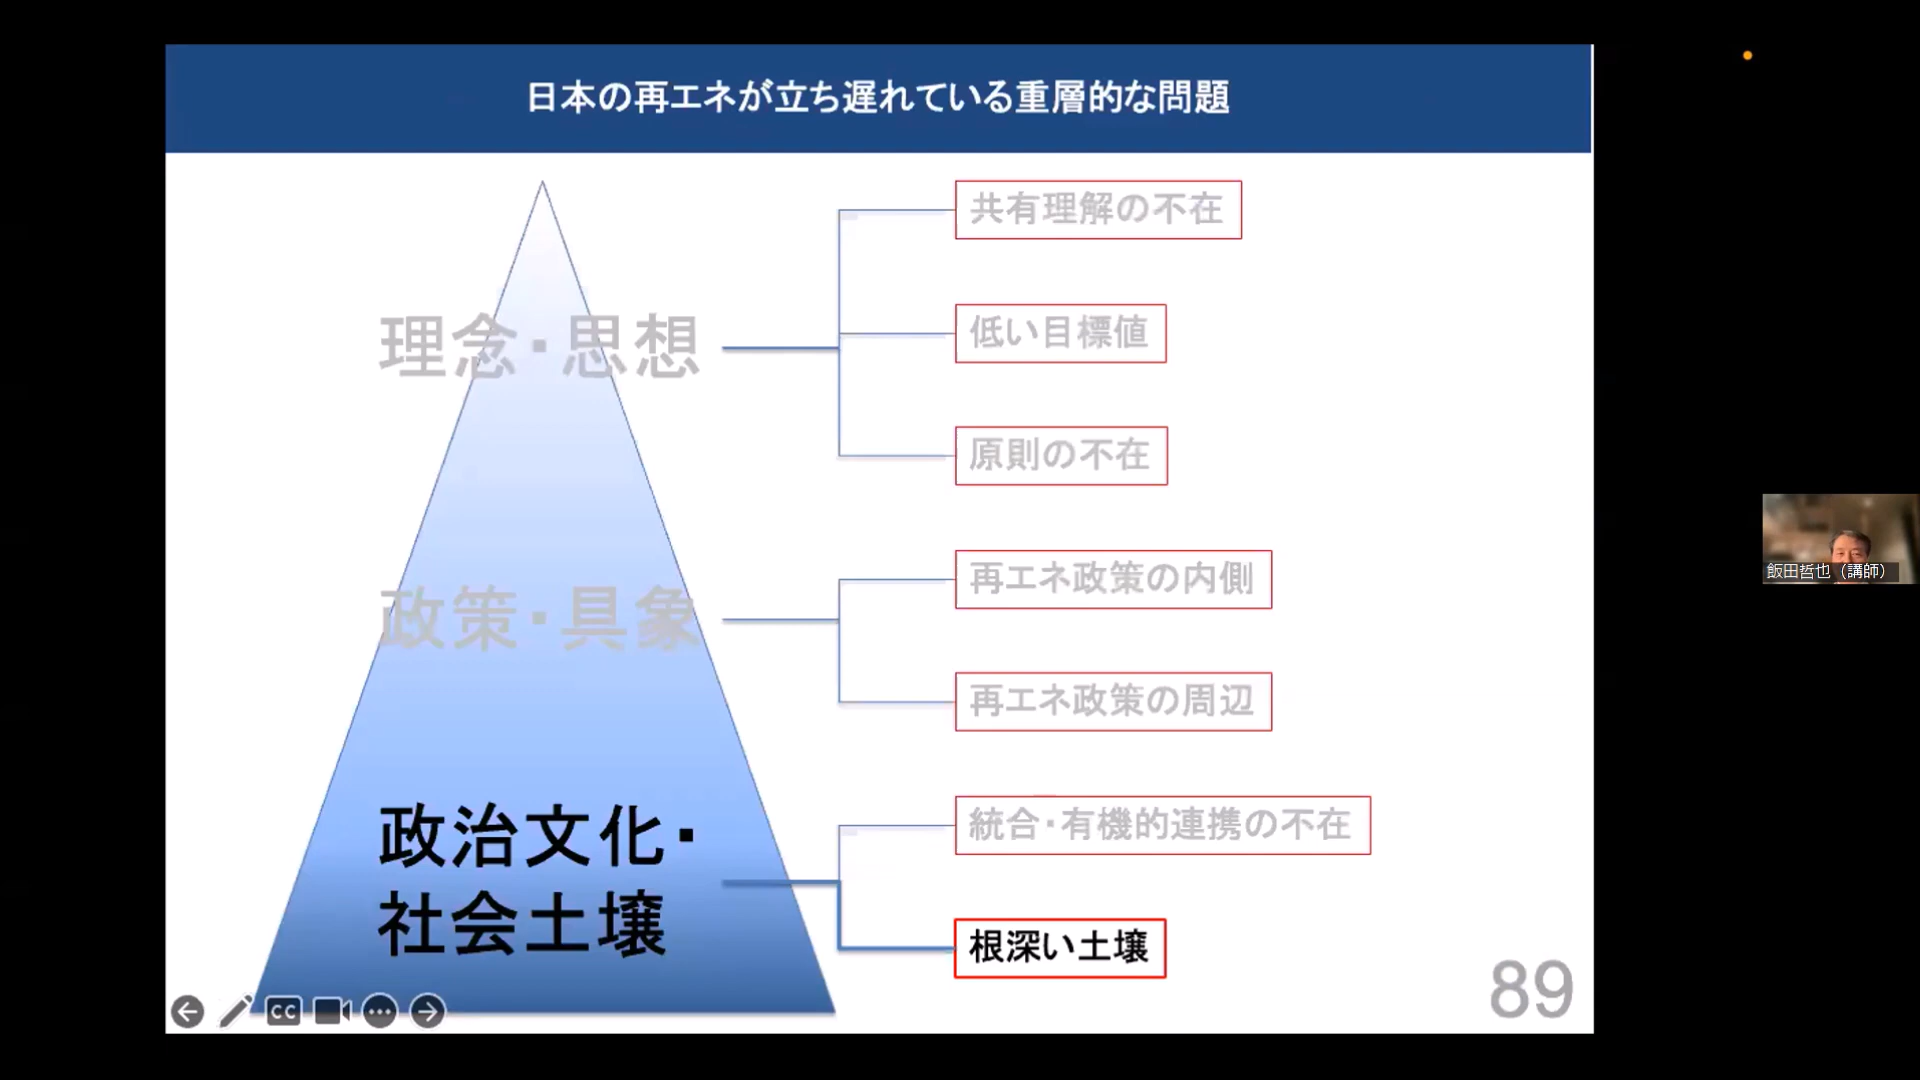 日本の再エネが立ち遅れている重層的な問題
理念・思想
共有理解の不在
低い目標値
原則の不在
政策・具象
再エネ政策の内側
再エネ政策の周辺
政治文化・
社会土壌
統合・有機的連携の不在
根深い土壌
89
CC
飯田哲也（講師）